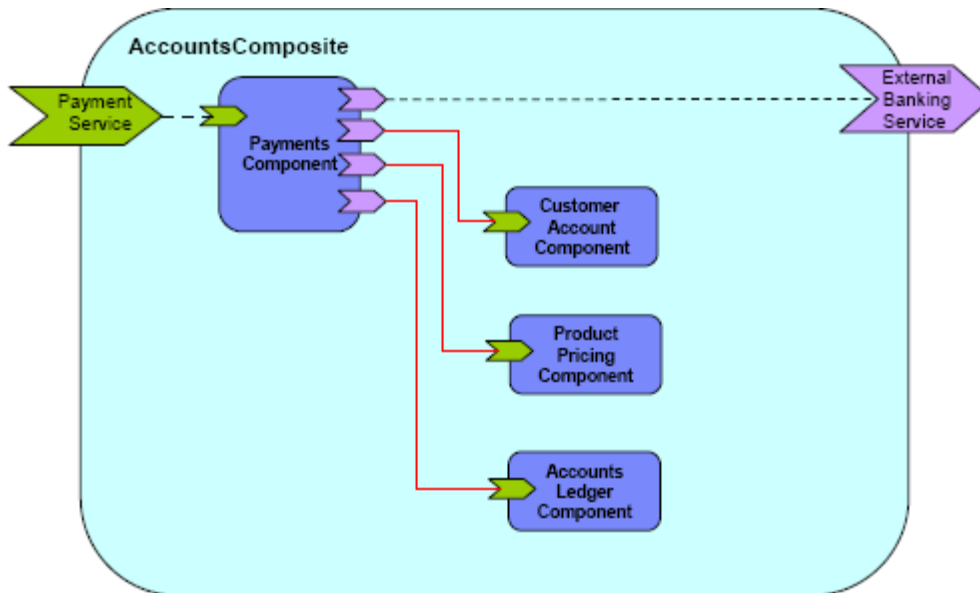 AccountsComposite
Payment
Service
Payments
Component
External
Banking
Service
Customer
Account
Component
Product
Pricing
Component
Accounts
Ledger
Component